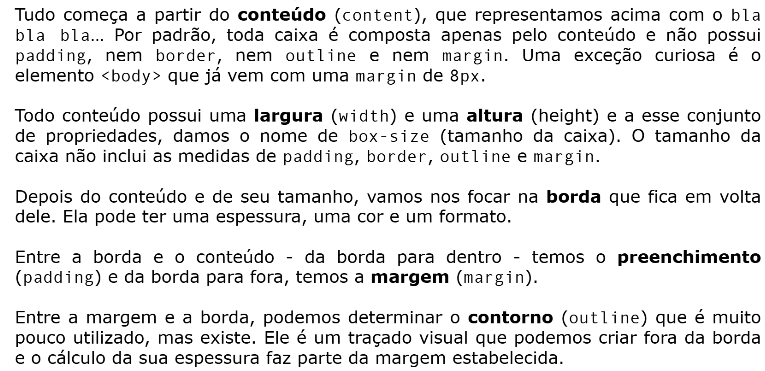 Tudo começa a partir do conteúdo (content), que representamos acima com o bla
bla bla... Por padrão, toda caixa é composta apenas pelo conteúdo e não possui
padding, nem border, nem outline e nem margin. Uma exceção curiosa é o
elemento <body> que já vem com uma margin de 8px.
Todo conteúdo possui uma largura (width) e uma altura (height) e a esse conjunto
de propriedades, damos o nome de box-size (tamanho da caixa). O tamanho da
caixa não inclui as medidas de padding, border, outline e margin.
Depois do conteúdo e de seu tamanho, vamos nos focar na borda que fica em volta
dele. Ela pode ter uma espessura, uma cor e um formato.
Entre a borda e o conteúdo - da borda para dentro - temos o preenchimento
(padding) e da borda para fora, temos a margem (margin).
Entre a margem e a borda, podemos determinar o contorno (outline) que é muito
pouco utilizado, mas existe. Ele é um traçado visual que podemos criar fora da borda
e o cálculo da sua espessura faz parte da margem estabelecida.